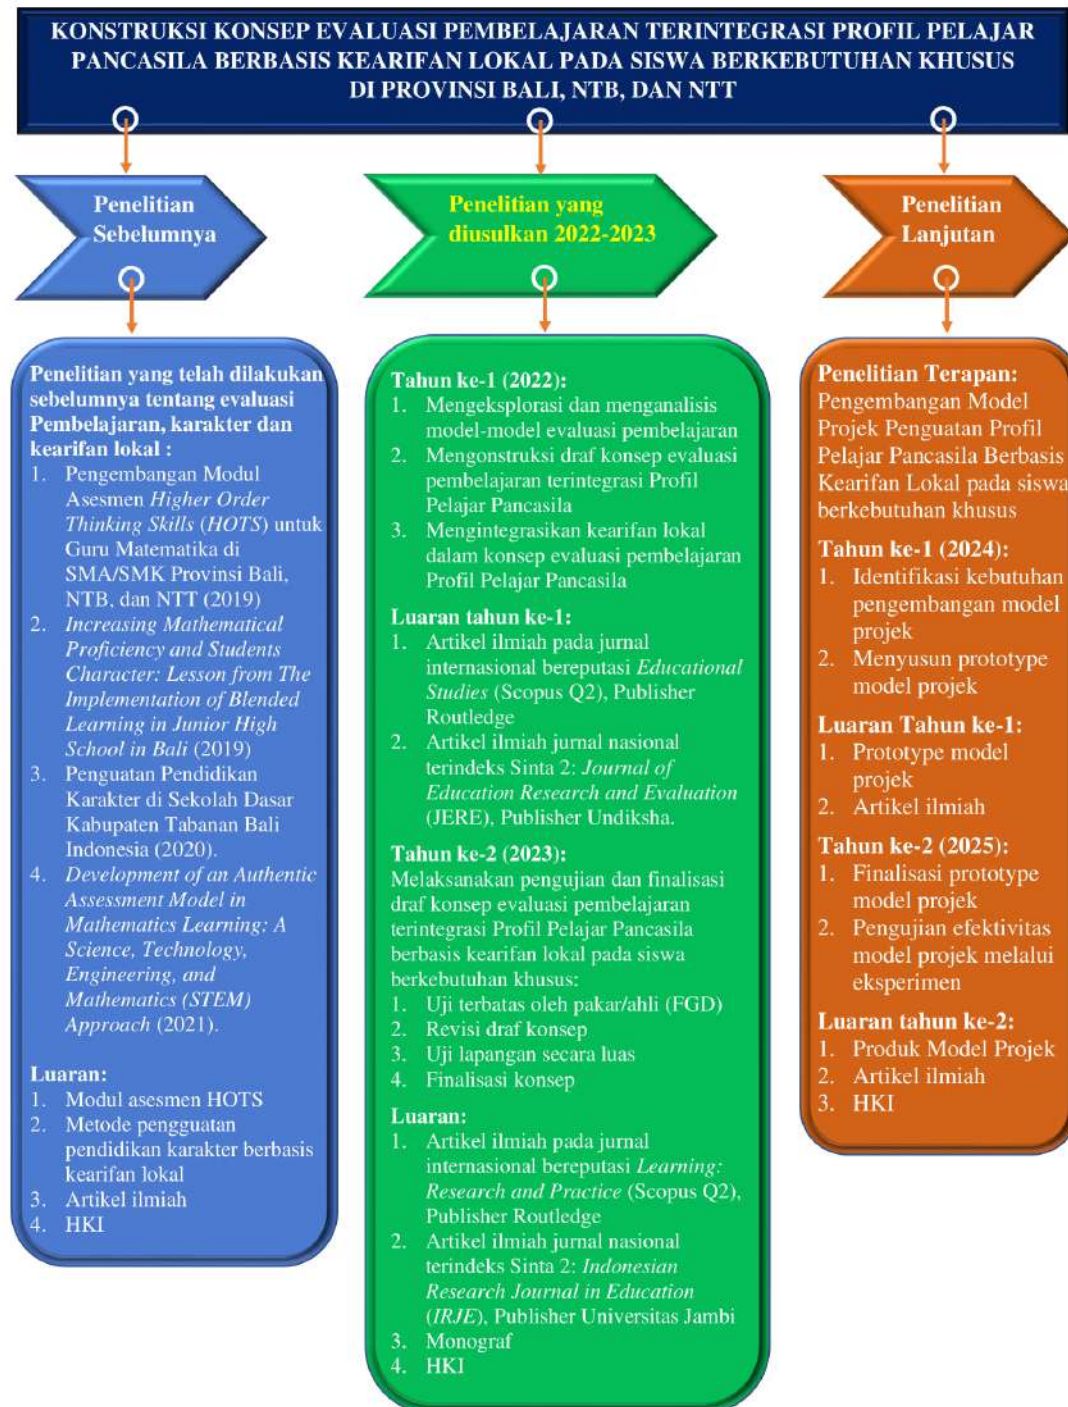 KONSTRUKSI KONSEP EVALUASI PEMBELAJARAN TERINTEGRASI PROFIL PELAJAR
PANCASILA BERBASIS KEARIFAN LOKAL PADA SISWA BERKEBUTUHAN KHUSUS
DI PROVINSI BALI, NTB, DAN NTT
Penelitian
Sebelumnya
Penelitian yang telah dilakukan
sebelumnya tentang evaluasi
Pembelajaran, karakter dan
kearifan lokal :
1. Pengembangan Modul
Asesmen Higher Order
Thinking Skills (HOTS) untuk
Guru Matematika di
SMA/SMK Provinsi Bali,
NTB, dan NTT (2019)
2. Increasing Mathematical
Proficiency and Students
Character: Lesson from The
Implementation of Blended
Learning in Junior High
School in Bali (2019)
3. Penguatan Pendidikan
Karakter di Sekolah Dasar
Kabupaten Tabanan Bali
Indonesia (2020).
4. Development of an Authentic
Assessment Model in
Mathematics Learning: A
Science, Technology,
Engineering, and
Mathematics (STEM)
Approach (2021).
Luaran:
1. Modul asesmen HOTS
2. Metode pengguatan
pendidikan karakter berbasis
kearifan lokal
3. Artikel ilmiah
4. HKI
Penelitian yang
diusulkan 2022-2023
Tahun ke-1 (2022):
1. Mengeksplorasi dan menganalisis
model-model evaluasi pembelajaran
2. Mengonstruksi draf konsep evaluasi
pembelajaran terintegrasi Profil
Pelajar Pancasila
3. Mengintegrasikan kearifan lokal
dalam konsep evaluasi pembelajaran
Profil Pelajar Pancasila
Luaran tahun ke-1:
1. Artikel ilmiah pada jurnal
internasional bereputasi Educational
Studies (Scopus Q2), Publisher
Routledge
2. Artikel ilmiah jurnal nasional
terindeks Sinta 2: Journal of
Education Research and Evaluation
(JERE), Publisher Undiksha.
Tahun ke-2 (2023):
Melaksanakan pengujian dan finalisasi
draf konsep evaluasi pembelajaran
terintegrasi Profil Pelajar Pancasila
berbasis kearifan lokal pada siswa
berkebutuhan khusus:
1. Uji terbatas oleh pakar/ahli (FGD)
2. Revisi draf konsep
3. Uji lapangan secara luas
4. Finalisasi konsep
Luaran:
1. Artikel ilmiah pada jurnal
internasional bereputasi Learning:
Research and Practice (Scopus Q2),
Publisher Routledge
2. Artikel ilmiah jurnal nasional
terindeks Sinta 2: Indonesian
Research Journal in Education
(IRJE), Publisher Universitas Jambi
3. Monograf
4. HKI
Penelitian
Lanjutan
Penelitian Terapan:
Pengembangan Model
Projek Penguatan Profil
Pelajar Pancasila Berbasis
Kearifan Lokal pada siswa
berkebutuhan khusus
Tahun ke-1 (2024):
1. Identifikasi kebutuhan
pengembangan model
projek
2. Menyusun prototype
model projek
Luaran Tahun ke-1:
1. Prototype model
projek
2. Artikel ilmiah
Tahun ke-2 (2025):
1. Finalisasi prototype
model projek
2. Pengujian efektivitas
model projek melalui
eksperimen
Luaran tahun ke-2:
1. Produk Model Projek
2. Artikel ilmiah
3. HKI